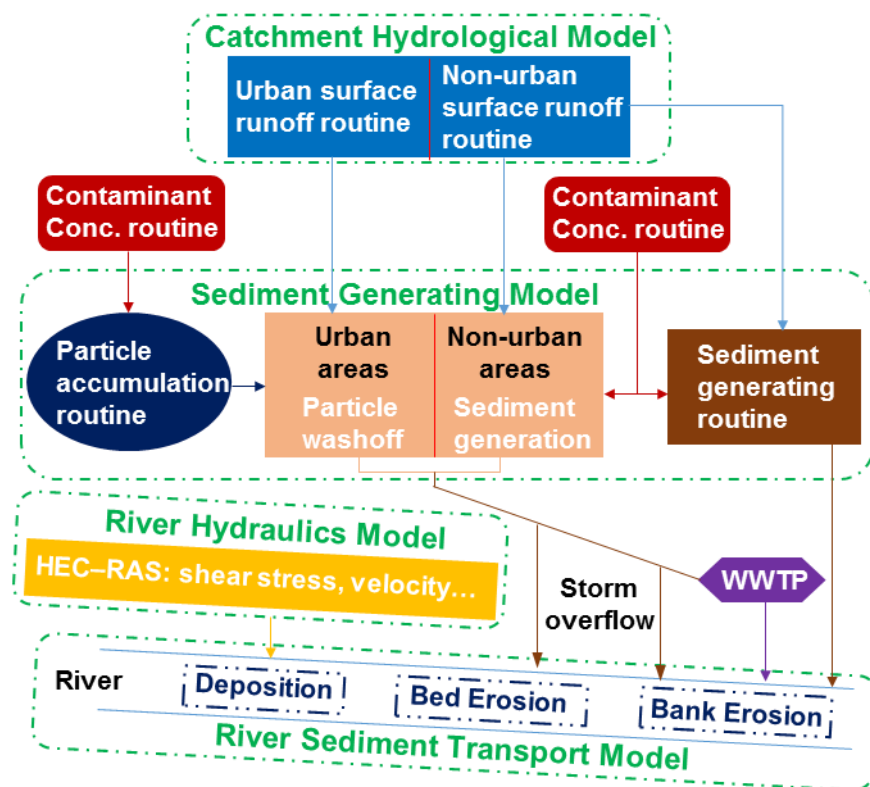 Catchment Hydrological Model
Urban surface
runoff routine
Non-urban
surface runoff
routine
Contaminant
Conc. routine
Contaminant
Conc. routine
Sediment Generating Model
Particle
accumulation
routine
Urban
areas
Particle
washoff
Non-urban
areas
Sediment
generation
Sediment
generating
routine
River Hydraulics Model
HEC–RAS: shear stress, velocity…
Storm
overflow
WWTP
River
Deposition
Bed Erosion
Bank Erosion
River Sediment Transport Model